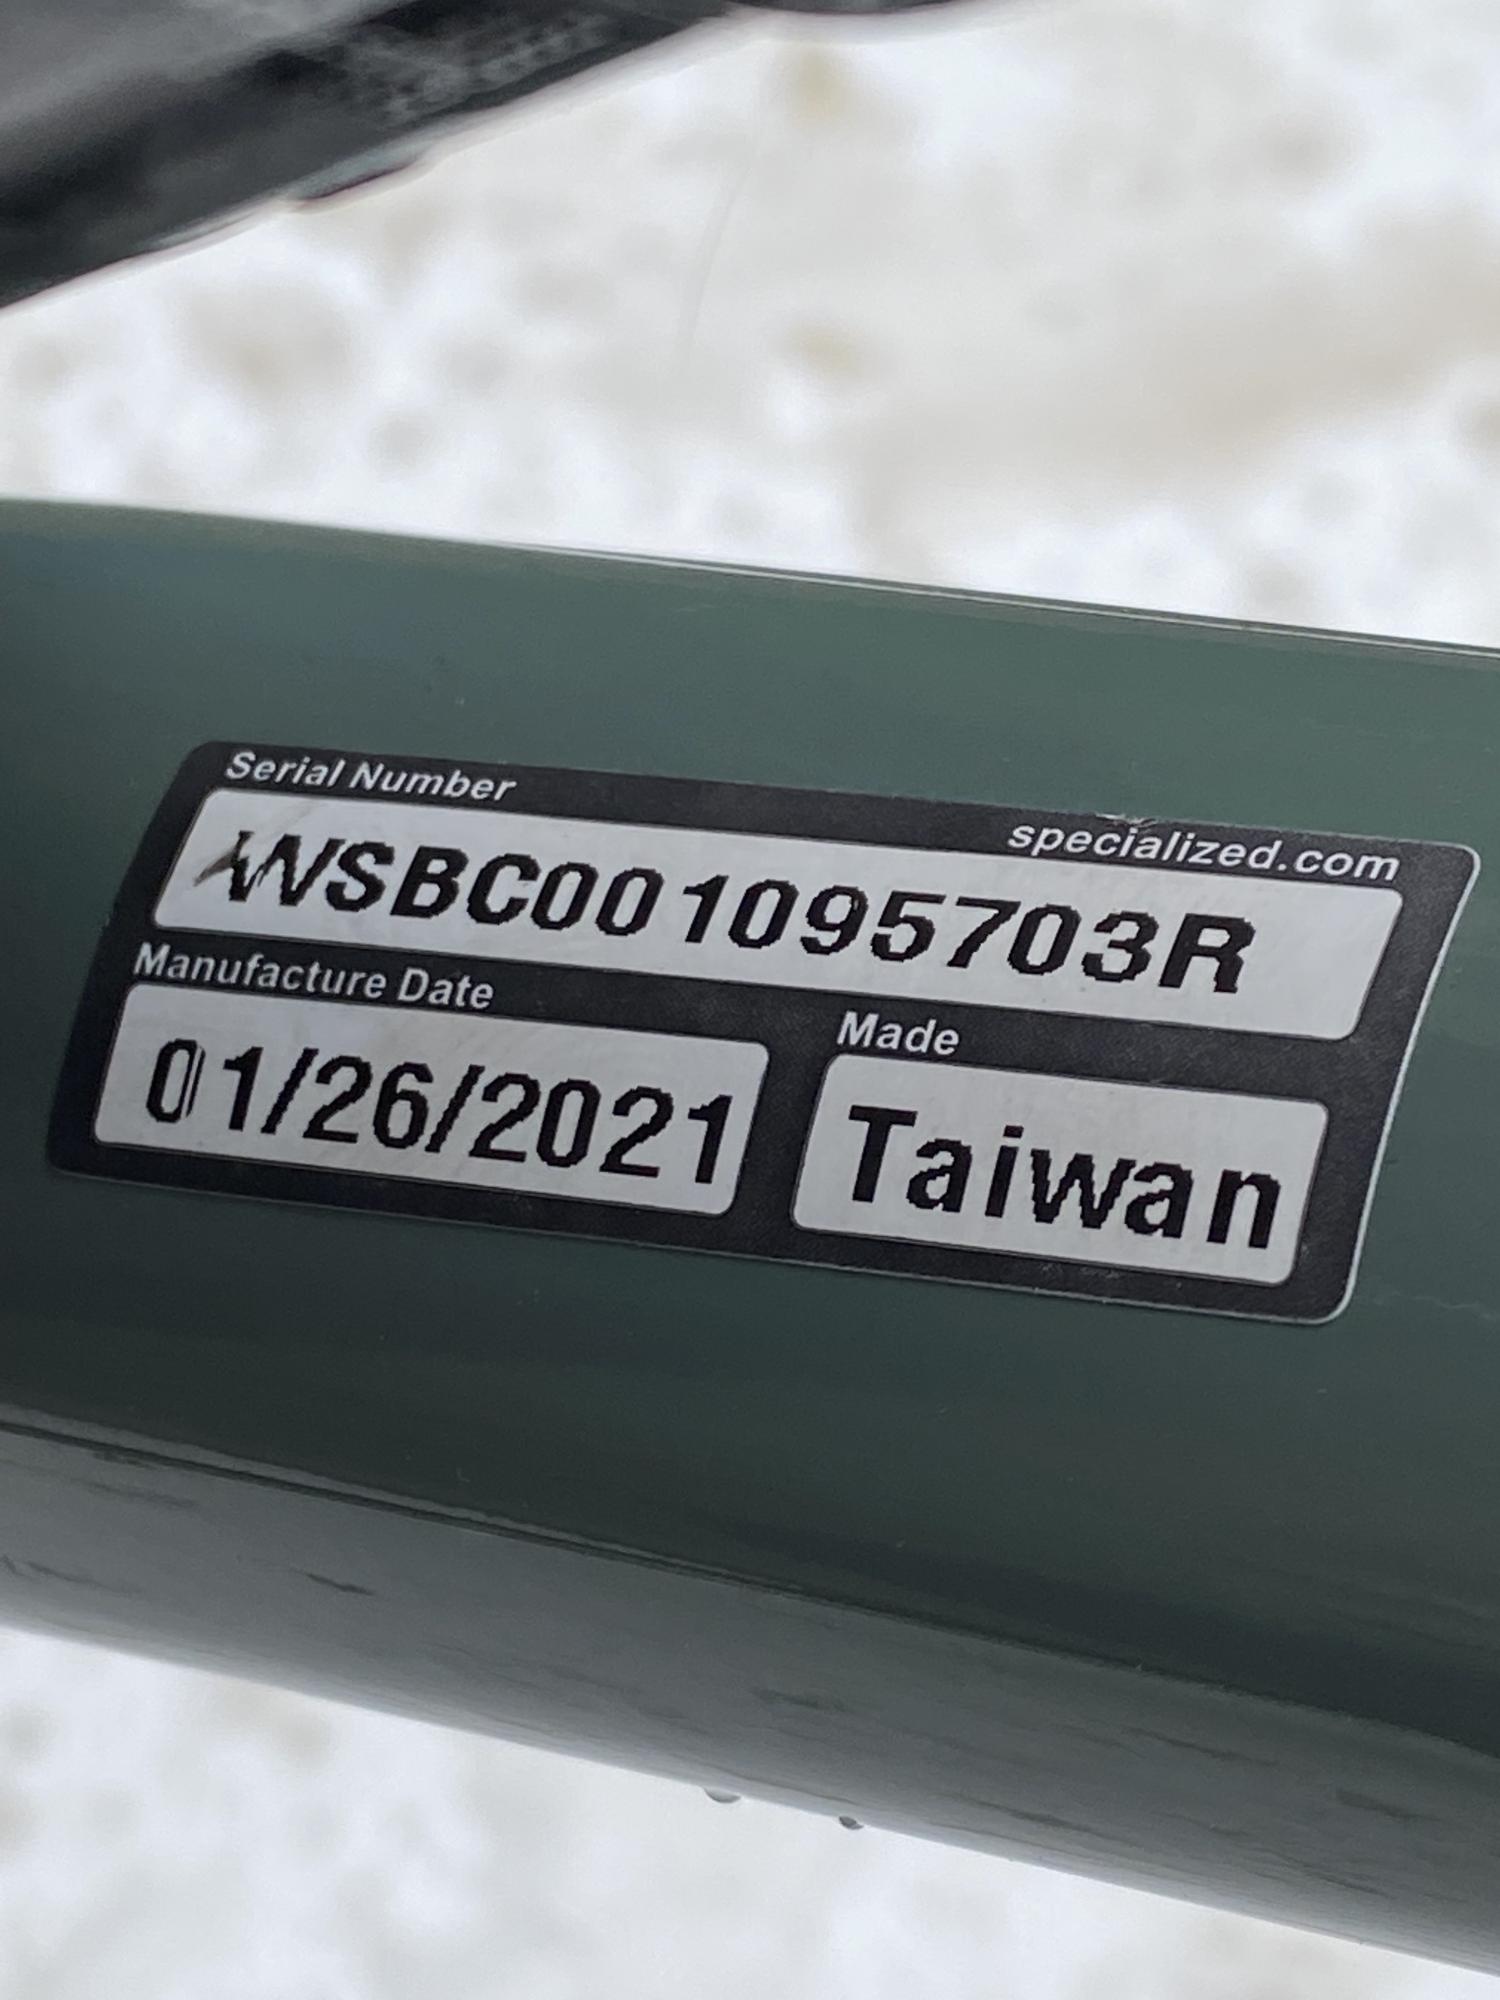 Serial Number
specialized.com
WSBC001095703R
Manufacture Date
Made
01/26/2021
Taiwan